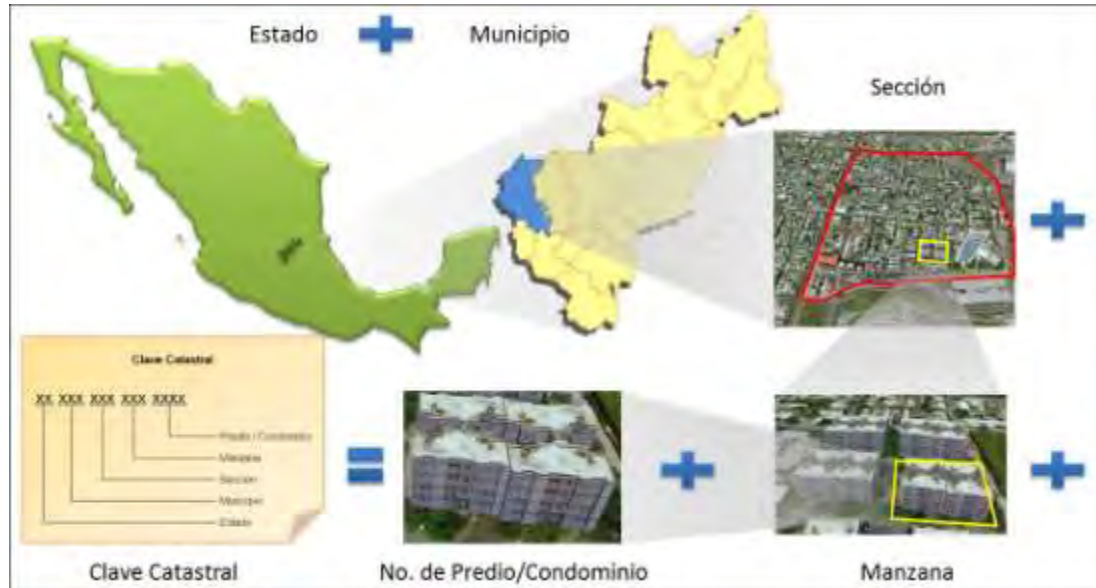 Estado + Municipio
Sección
+
Clave Catastral
XX XXX XXX XXX XXXX
Predio / Condominio
Manzana
Sección
Municipio
Estado
=
+
+
Clave Catastral
No. de Predio/Condominio
Manzana